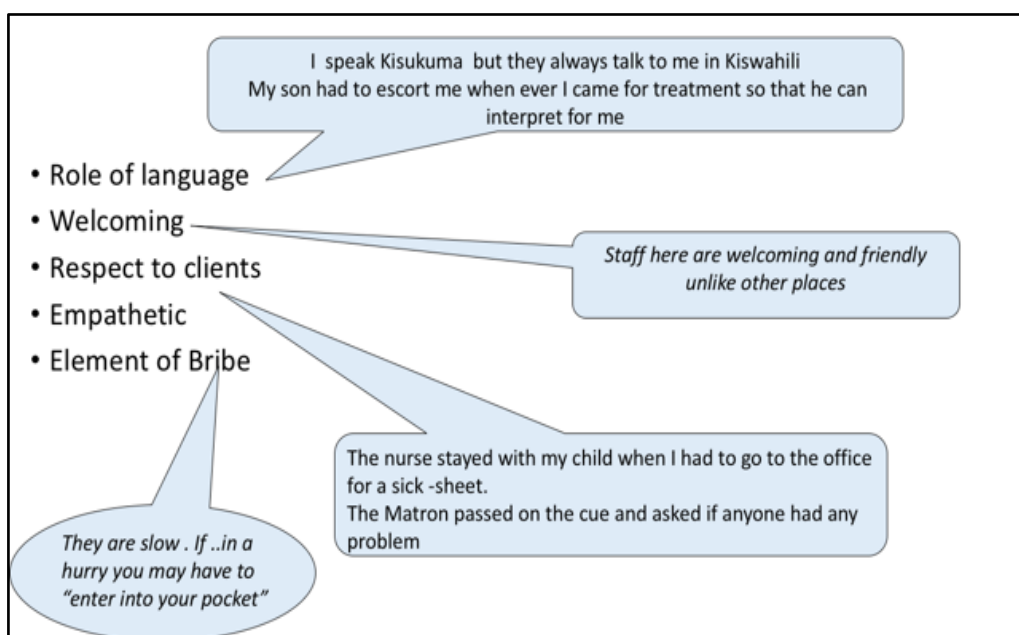 I speak Kisukuma but they always talk to me in Kiswahili
My son had to escort me when ever I came for treatment so that he can
interpret for me
• Role of language
• Welcoming
• Respect to clients
• Empathetic
• Element of Bribe
Staff here are welcoming and friendly
unlike other places
The nurse stayed with my child when I had to go to the office
for a sick -sheet.
The Matron passed on the cue and asked if anyone had any
problem
They are slow . If ..in a
hurry you may have to
“enter into your pocket”